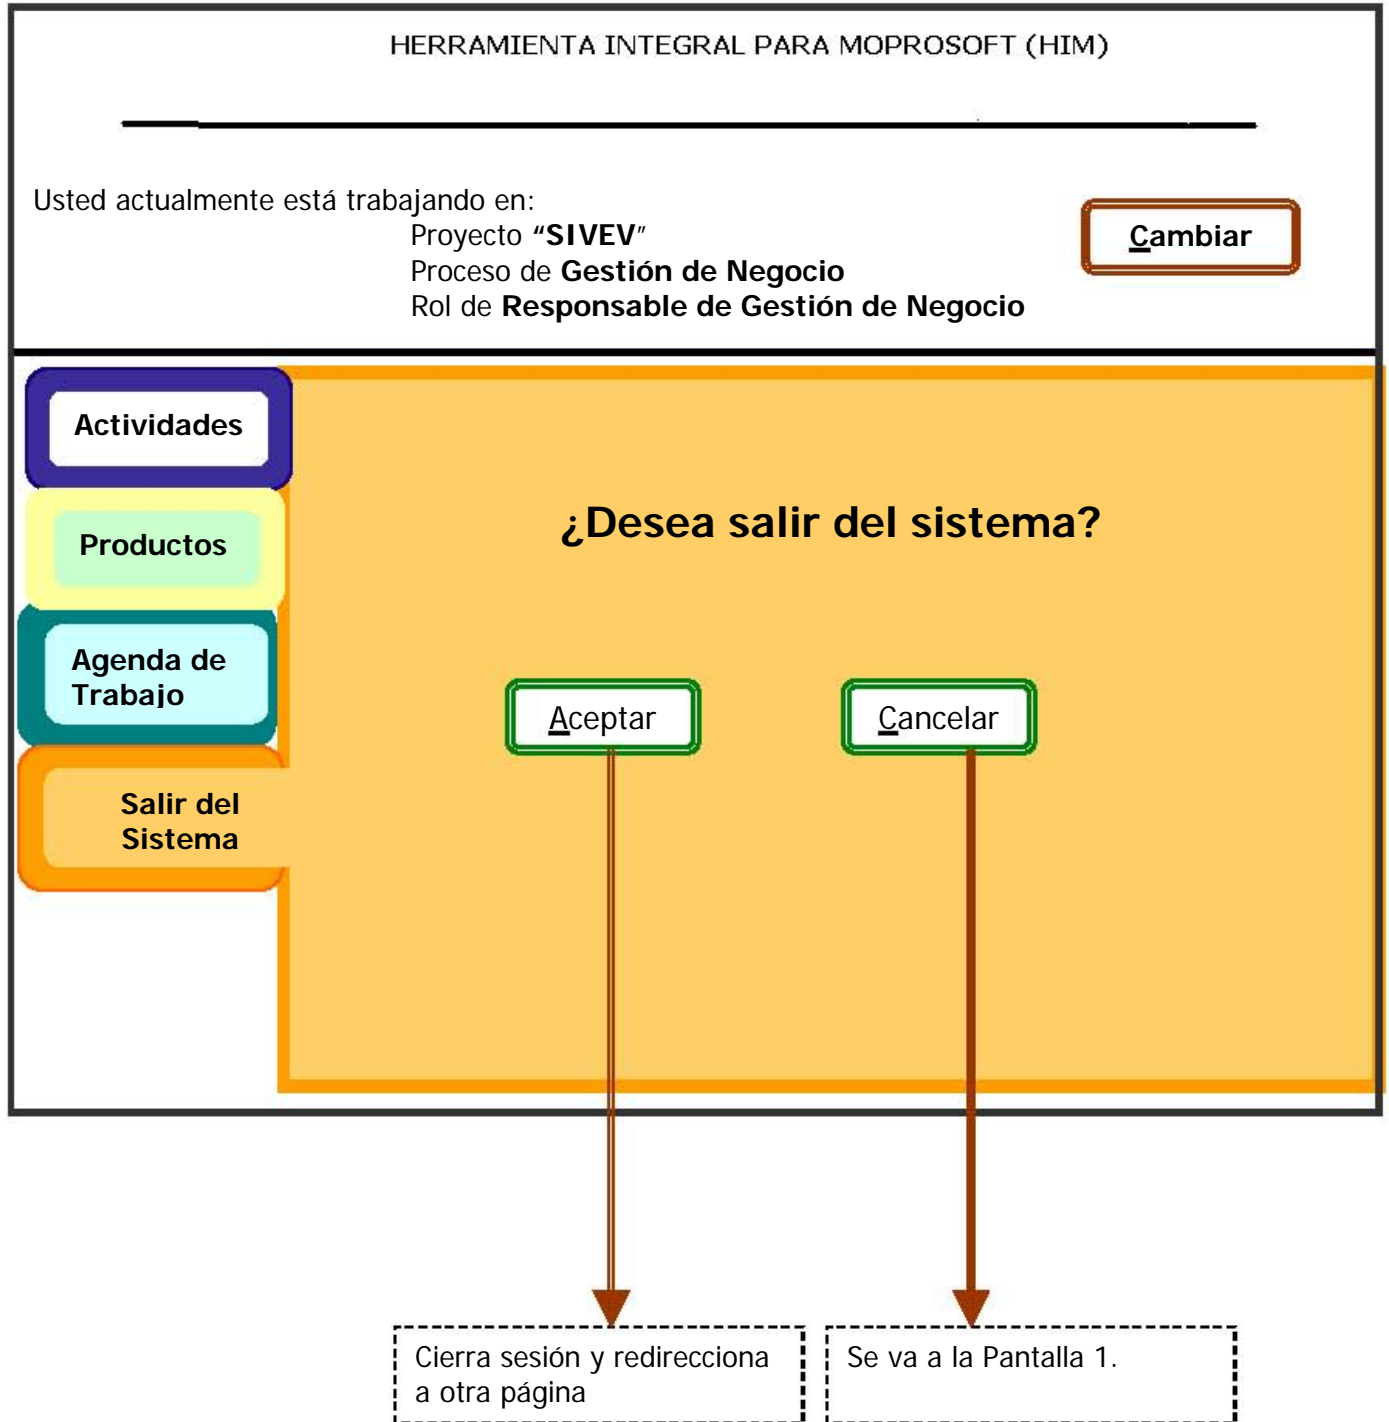 HERRAMIENTA INTEGRAL PARA MOPROSOFT (HIM)
Usted actualmente está trabajando en:
Proyecto “SIVEV”
Proceso de Gestión de Negocio
Rol de Responsable de Gestión de Negocio
Cambiar
Actividades
Productos
Agenda de
Trabajo
Salir del
Sistema
¿Desea salir del sistema?
Aceptar
Cancelar
Cierra sesión y redirecciona
a otra página
Se va a la Pantalla 1.